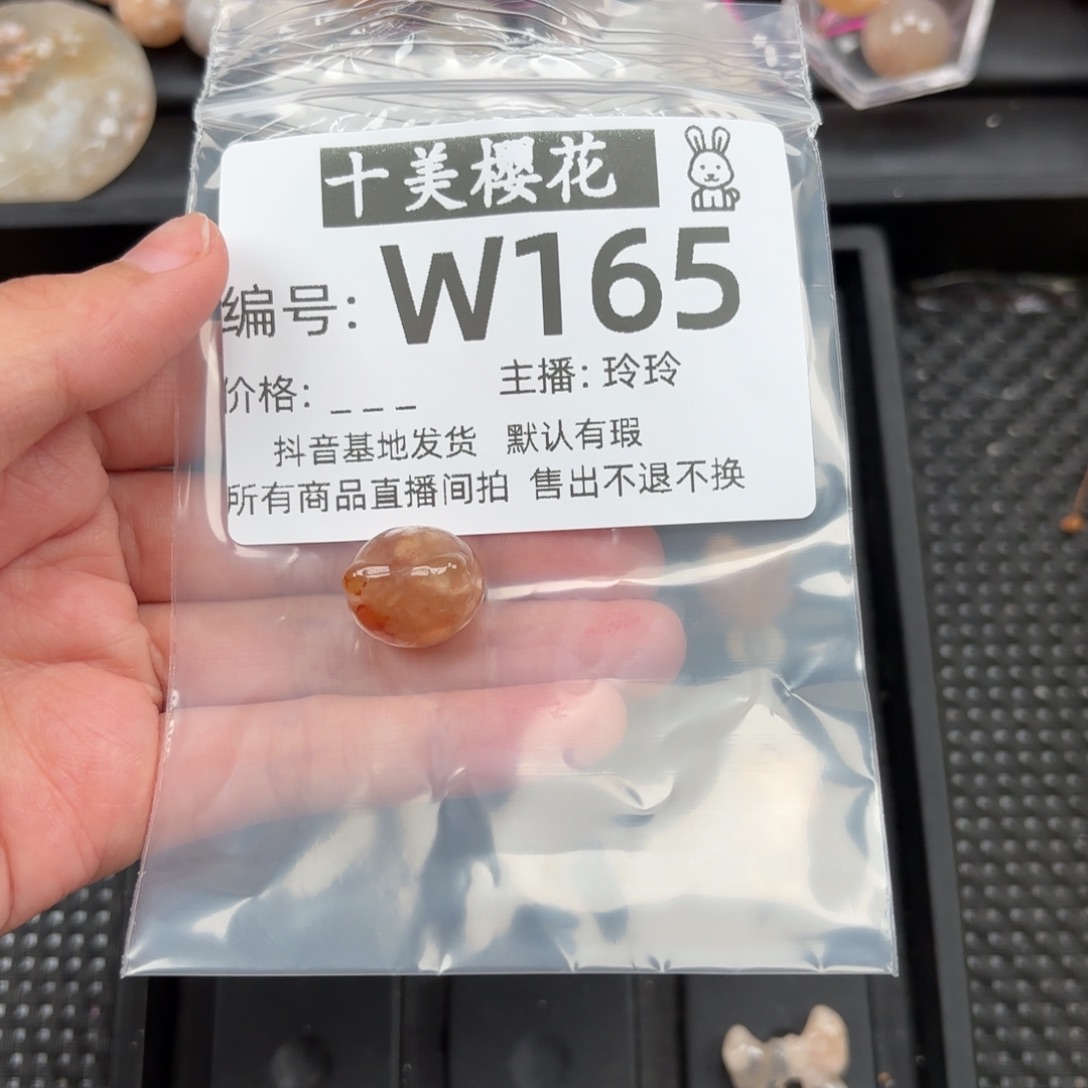 十美樱花
编号: W165
价格: _ _ _ 主播: 玲玲
抖音基地发货 默认有瑕
所有商品直播间拍 售出不退不换